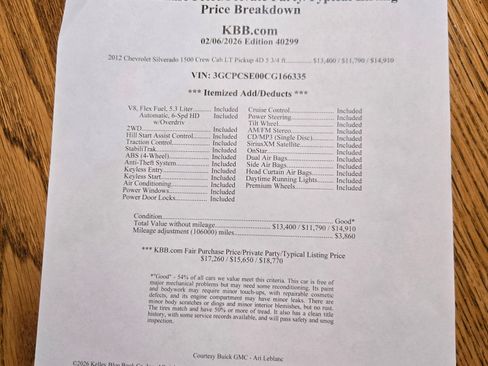 Price Breakdown
KBB.com
02/06/2026 Edition 40299
2012 Chevrolet Silverado 1500 Crew Cab LT Pickup 4D 5 3/4 ft. ............ $13,400 / $11,790 / $14,910
VIN: 3GCPCSE00CG166335
*** Itemized Add/Deducts ***
V8, Flex Fuel, 5.3 Liter....... Included
Automatic, 6-Spd HD Included
w/Overdriv
2WD............ Included
Hill Start Assist Control....... Included
Traction Control............ Included
StabiliTrak............ Included
ABS (4-Wheel)............ Included
Anti-Theft System............ Included
Keyless Entry............ Included
Keyless Start............ Included
Air Conditioning............ Included
Power Windows............ Included
Power Door Locks............ Included
Cruise Control............ Included
Power Steering............ Included
Tilt Wheel............ Included
AM/FM Stereo............ Included
CD/MP3 (Single Disc)....... Included
SiriusXM Satellite............ Included
OnStar............ Included
Dual Air Bags............ Included
Side Air Bags............ Included
Head Curtain Air Bags....... Included
Daytime Running Lights....... Included
Premium Wheels............ Included
Condition............ Good*
Total Value without mileage............ $13,400 / $11,790 / $14,910
Mileage adjustment (106000) miles............ $3,860
*** KBB.com Fair Purchase Price/Private Party/Typical Listing Price
$17,260 / $15,650 / $18,770
*"Good" - 54% of all cars we value meet this criteria. This car is free of
major mechanical problems but may need some reconditioning. Its paint
and bodywork may require minor touch-ups, with repairable cosmetic
defects, and its engine compartment may have minor leaks. There are
minor body scratches or dings and minor interior blemishes, but no rust.
The tires match and have 50% or more of tread. It also has a clean title
history, with some service records available, and will pass safety and smog
inspection.
Courtesy Buick GMC - Ari Leblanc
©2026 Kelley Blue Book Co.